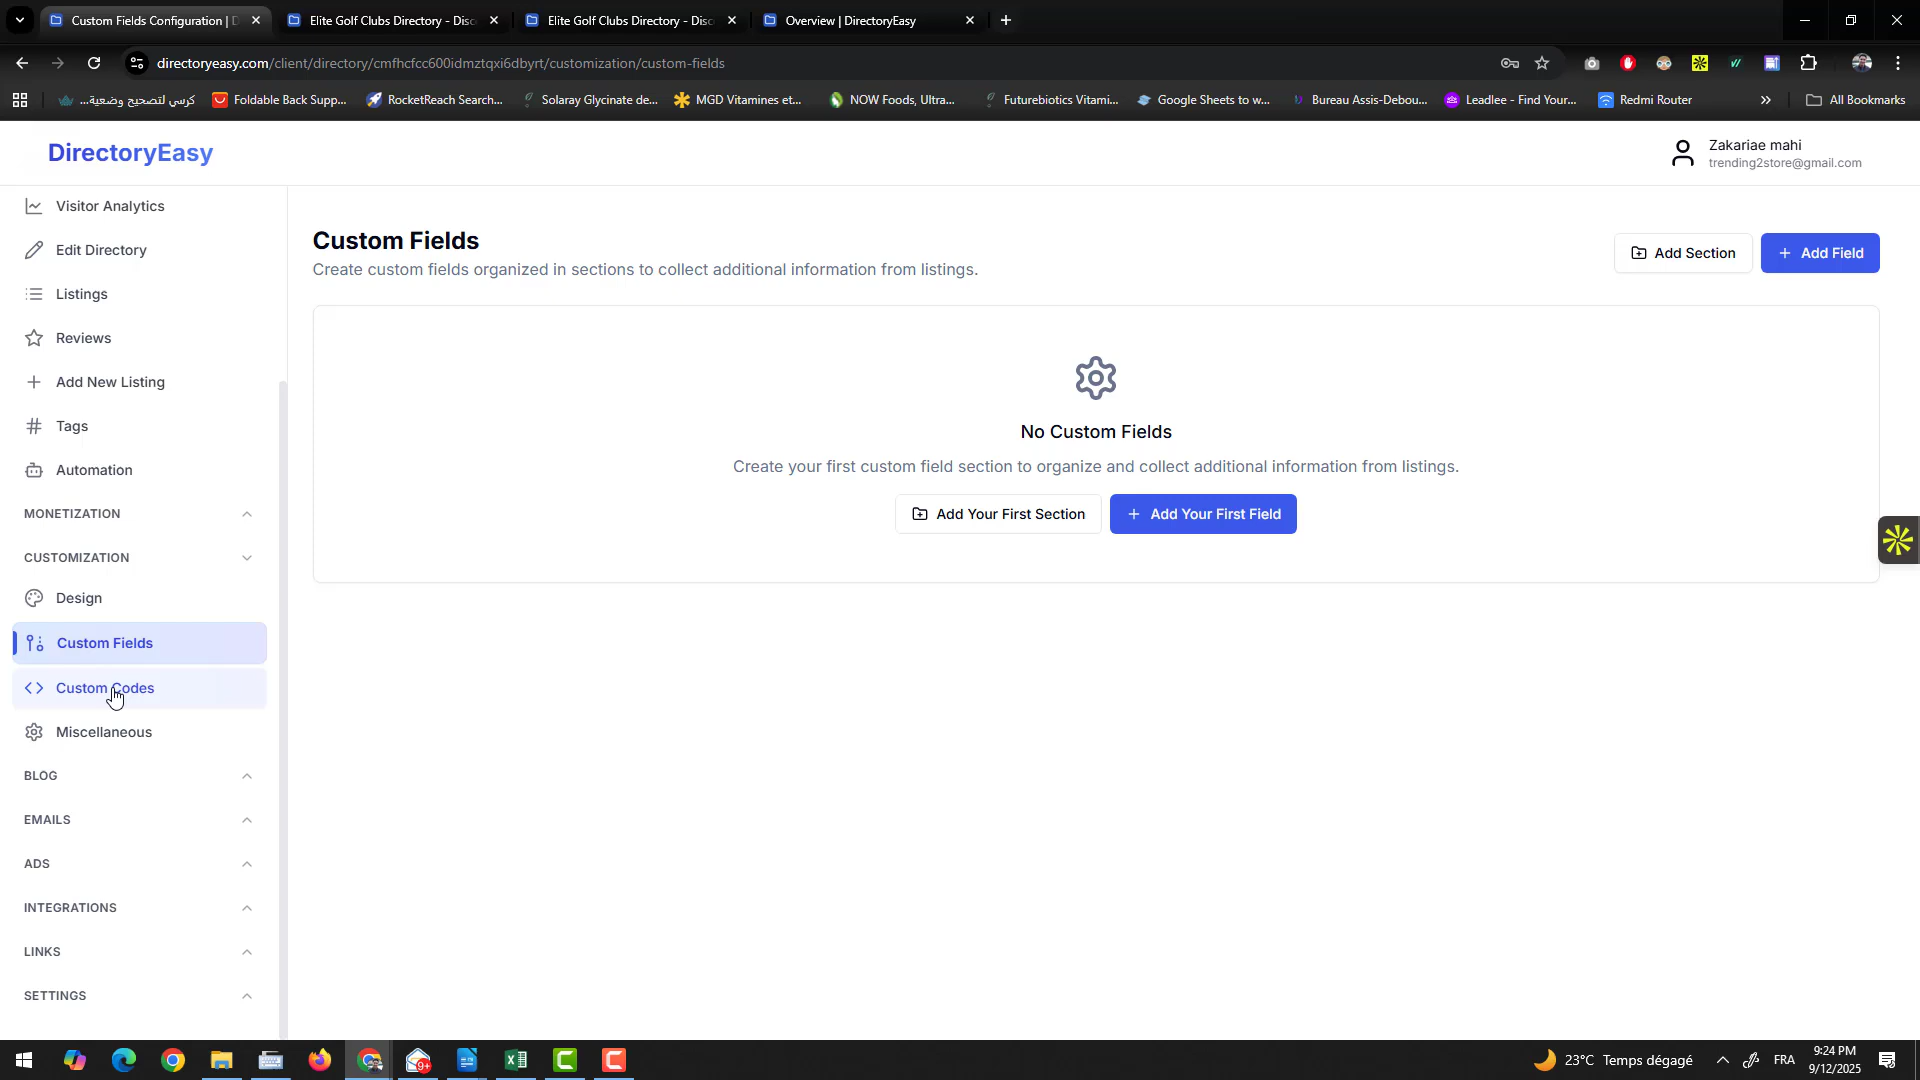 Custom Fields Configuration | D
Elite Golf Clubs Directory - Disc
Elite Golf Clubs Directory - Disc
Overview | DirectoryEasy
directoryeasy.com/client/directory/cmfhcfcc600idmztqxi6dbyrt/customization/custom-fields
كرسي لتصحيح وضعية...
Foldable Back Supp...
RocketReach Search...
Solaray Glycinate de...
MGD Vitamines et...
NOW Foods, Ultra...
Futurebiotics Vitami...
Google Sheets to w...
Bureau Assis-Debou...
Leadlee - Find Your...
Redmi Router
All Bookmarks
DirectoryEasy
Zakariae mahi
trending2store@gmail.com
Visitor Analytics
Edit Directory
Listings
Reviews
Add New Listing
Tags
Automation
MONETIZATION
CUSTOMIZATION
Design
Custom Fields
Custom Codes
Miscellaneous
BLOG
EMAILS
ADS
INTEGRATIONS
LINKS
SETTINGS
Custom Fields
Create custom fields organized in sections to collect additional information from listings.
Add Section
Add Field
No Custom Fields
Create your first custom field section to organize and collect additional information from listings.
Add Your First Section
Add Your First Field
9+
23°C Temps dégagé
FRA
9:24 PM
9/12/2025